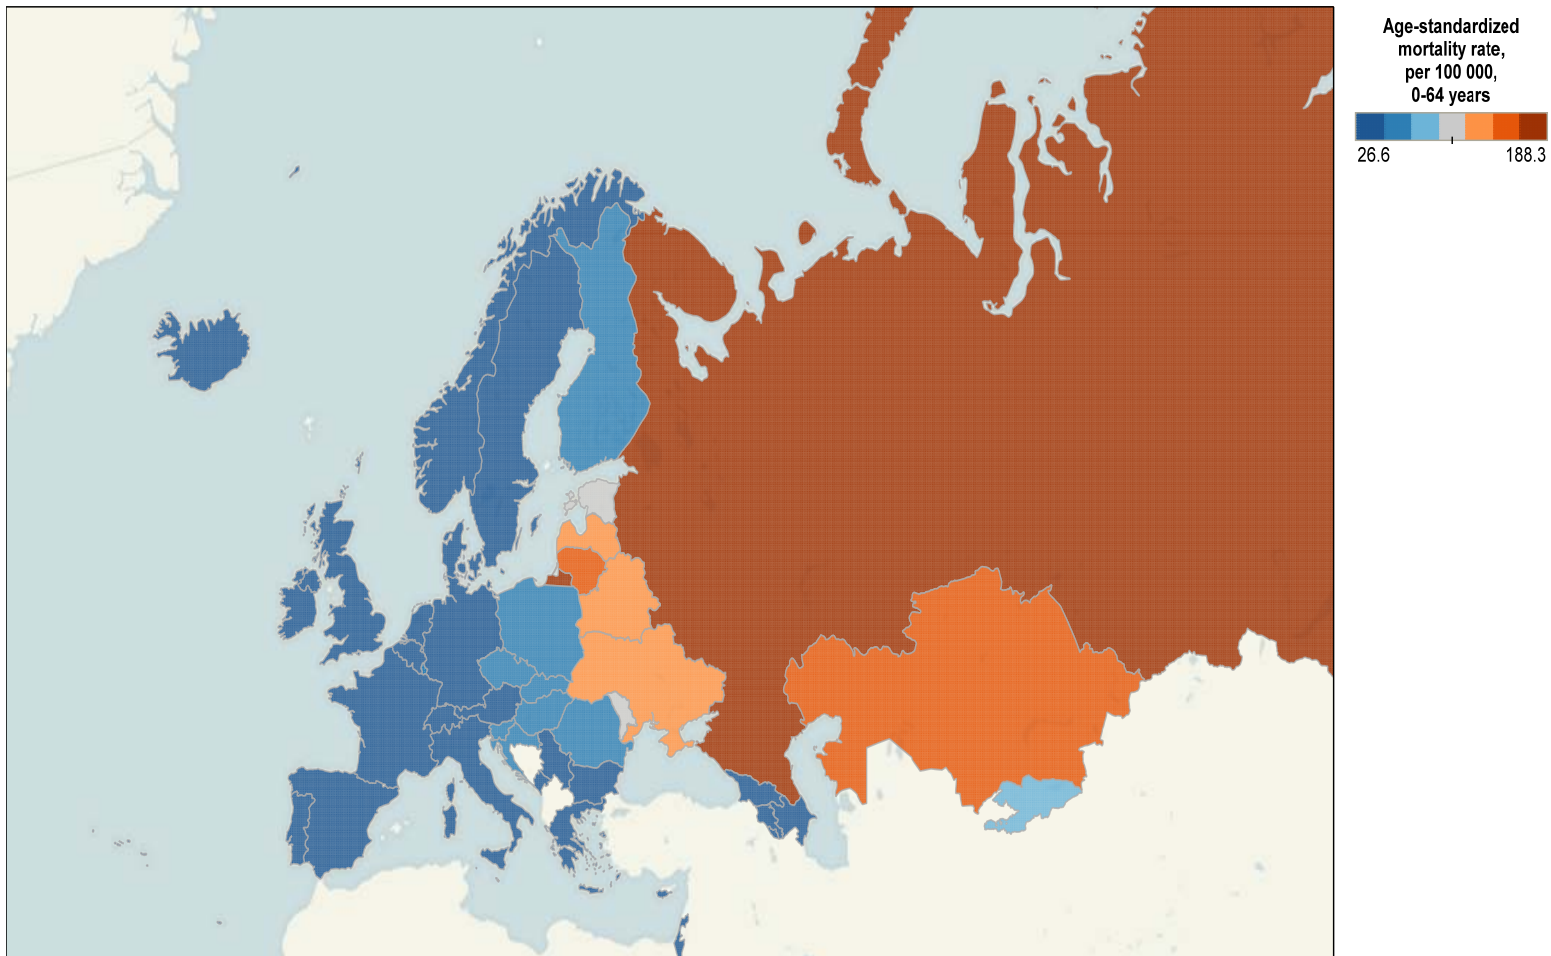 Age-standardized
mortality rate,
per 100 000,
0-64 years
26.6 188.3